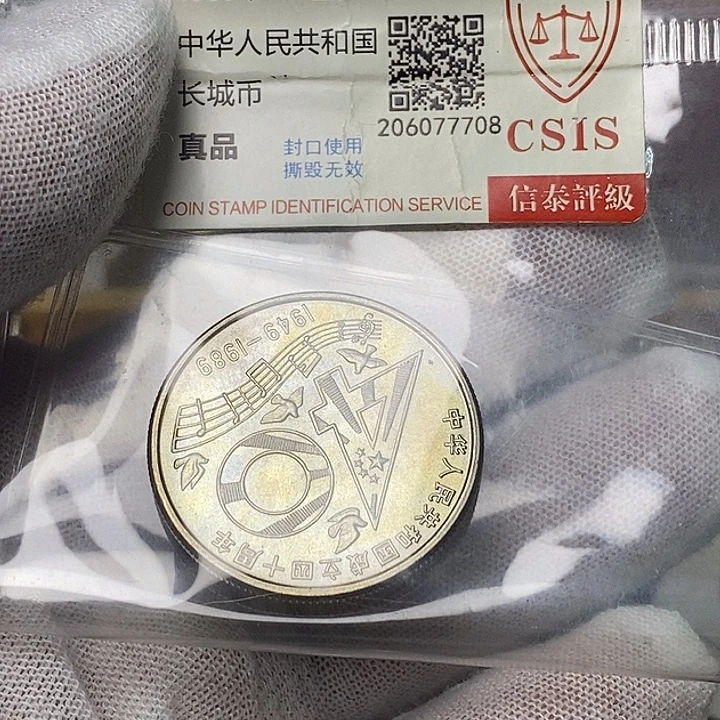 中华人民共和国
长城币
真品
封口使用
撕毁无效
206077708
CSIS
COIN STAMP IDENTIFICATION SERVICE
信泰評級
1949-1989
中华人民共和国成立四十周年